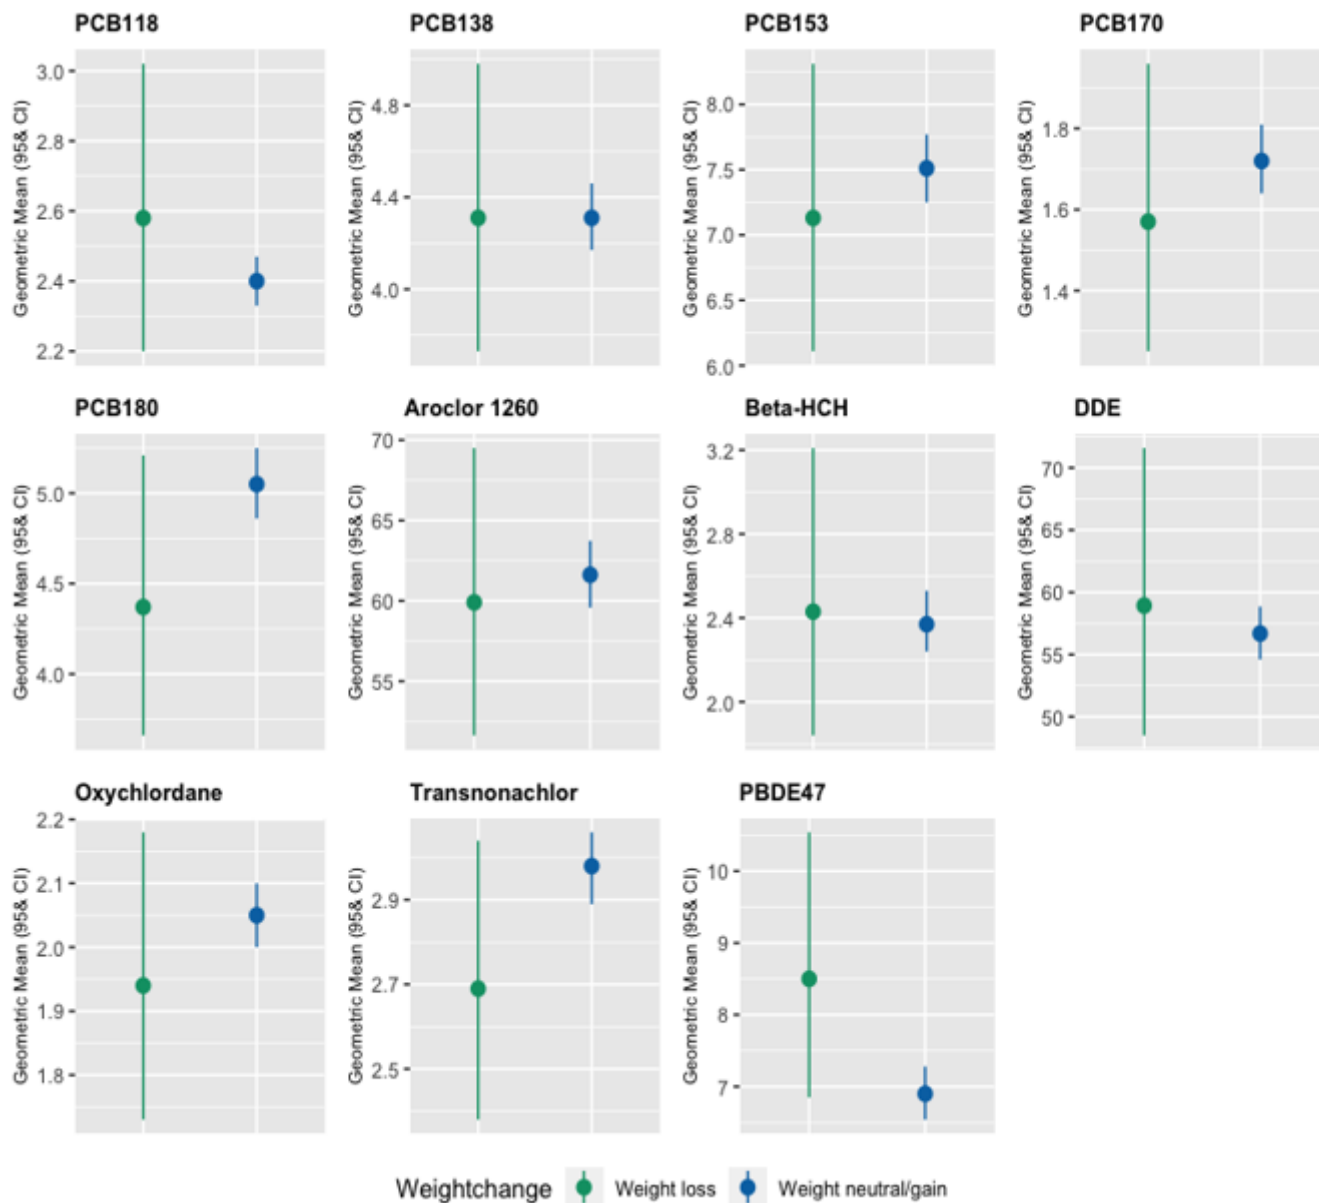 PCB118 PCB138 PCB153 PCB170
Geometric Mean (95& CI)
3.0
2.8
2.6
2.4
2.2
Geometric Mean (95& CI)
4.8
4.4
4.0
Geometric Mean (95& CI)
8.0
7.5
7.0
6.5
6.0
Geometric Mean (95& CI)
1.8
1.6
1.4
PCB180 Aroclor 1260 Beta-HCH DDE
Geometric Mean (95& CI)
5.0
4.5
4.0
Geometric Mean (95& CI)
70
65
60
55
Geometric Mean (95& CI)
3.2
2.8
2.4
2.0
Geometric Mean (95& CI)
70
65
60
55
50
Oxychlordane Transnonachlor PBDE47
Geometric Mean (95& CI)
2.2
2.1
2.0
1.9
1.8
Geometric Mean (95& CI)
2.9
2.7
2.5
Geometric Mean (95& CI)
10
9
8
7
Weightchange Weight loss Weight neutral/gain